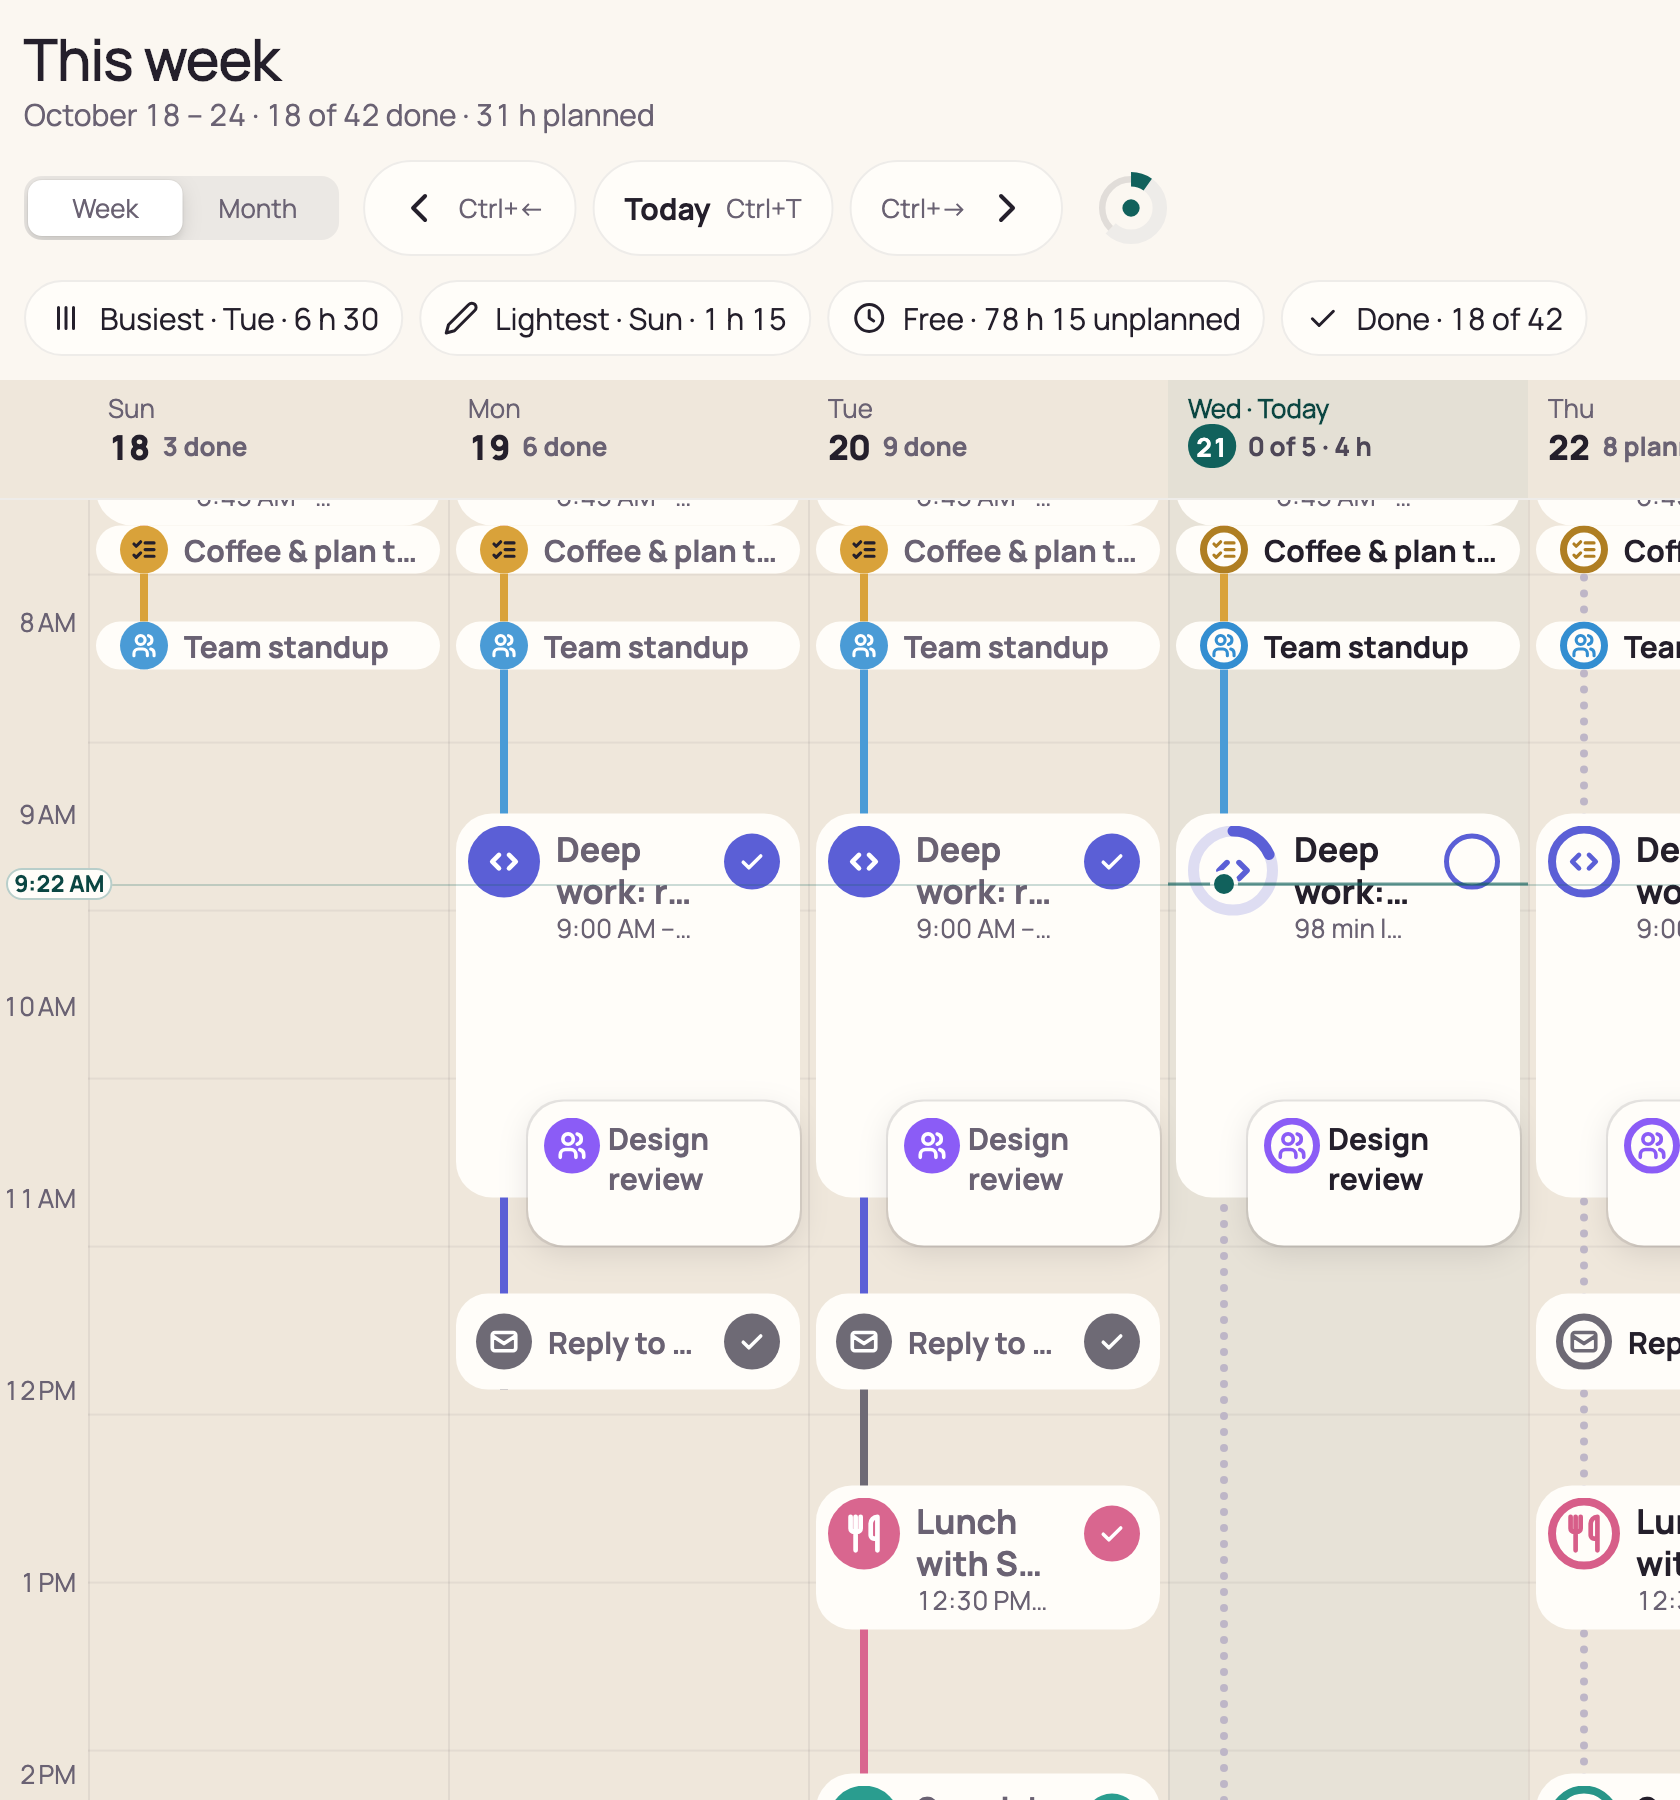 This week
October 18 – 24 · 18 of 42 done · 31 h planned
Week
Month
Ctrl+←
Today Ctrl+T
Ctrl+→
Busiest · Tue · 6 h 30
Lightest · Sun · 1 h 15
Free · 78 h 15 unplanned
Done · 18 of 42
Sun
18 3 done
Mon
19 6 done
Tue
20 9 done
Wed · Today
21 0 of 5 · 4 h
Thu
22 8 plan
Coffee & plan t...
Coffee & plan t...
Coffee & plan t...
Coffee & plan t...
8 AM
Team standup
Team standup
Team standup
Team standup
9 AM
9:22 AM
Deep
work: r...
9:00 AM –...
Deep
work: r...
9:00 AM –...
Deep
work:...
98 min l...
10 AM
Design
review
Design
review
Design
review
11 AM
Reply to ...
Reply to ...
12 PM
Lunch
with S...
12:30 PM...
1 PM
2 PM